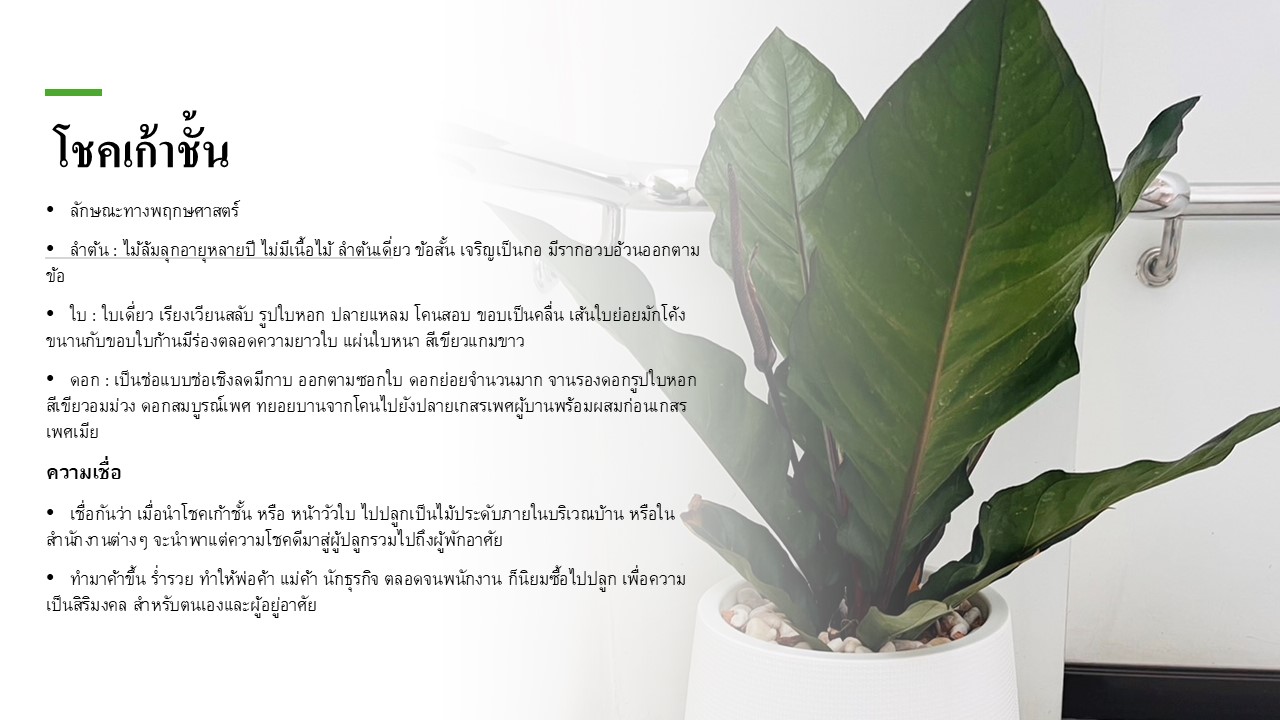 โชคเก้าชั้น
• ลักษณะทางพฤกษศาสตร์
• ลำต้น : ไม้ล้มลุกอายุหลายปี ไม่มีเนื้อไม้ ลำต้นเดี่ยว ข้อสั้น เจริญเป็นกอ มีรากอวบอ้วนออกตาม
ข้อ
• ใบ : ใบเดี่ยว เรียงเวียนสลับ รูปใบหอก ปลายแหลม โคนสอบ ขอบเป็นคลื่น เส้นใบย่อยมักโค้ง
ขนานกับขอบใบก้านมีร่องตลอดความยาวใบ แผ่นใบหนา สีเขียวแกมขาว
• ดอก : เป็นช่อแบบช่อเชิงลดมีกาบ ออกตามซอกใบ ดอกย่อยจำนวนมาก จานรองดอกรูปใบหอก
สีเขียวอมม่วง ดอกสมบูรณ์เพศ ทยอยบานจากโคนไปยังปลายเกสรเพศผู้บานพร้อมผสมก่อนเกสร
เพศเมีย
ความเชื่อ
• เชื่อกันว่า เมื่อนำโชคเก้าชั้น หรือ หน้าวัวใบ ไปปลูกเป็นไม้ประดับภายในบริเวณบ้าน หรือใน
สำนักงานต่างๆ จะนำพาแต่ความโชคดีมาสู่ผู้ปลูกรวมไปถึงผู้พักอาศัย
• ทำมาค้าขึ้น ร่ำรวย ทำให้พ่อค้า แม่ค้า นักธุรกิจ ตลอดจนพนักงาน ก็นิยมซื้อไปปลูก เพื่อความ
เป็นสิริมงคล สำหรับตนเองและผู้อยู่อาศัย